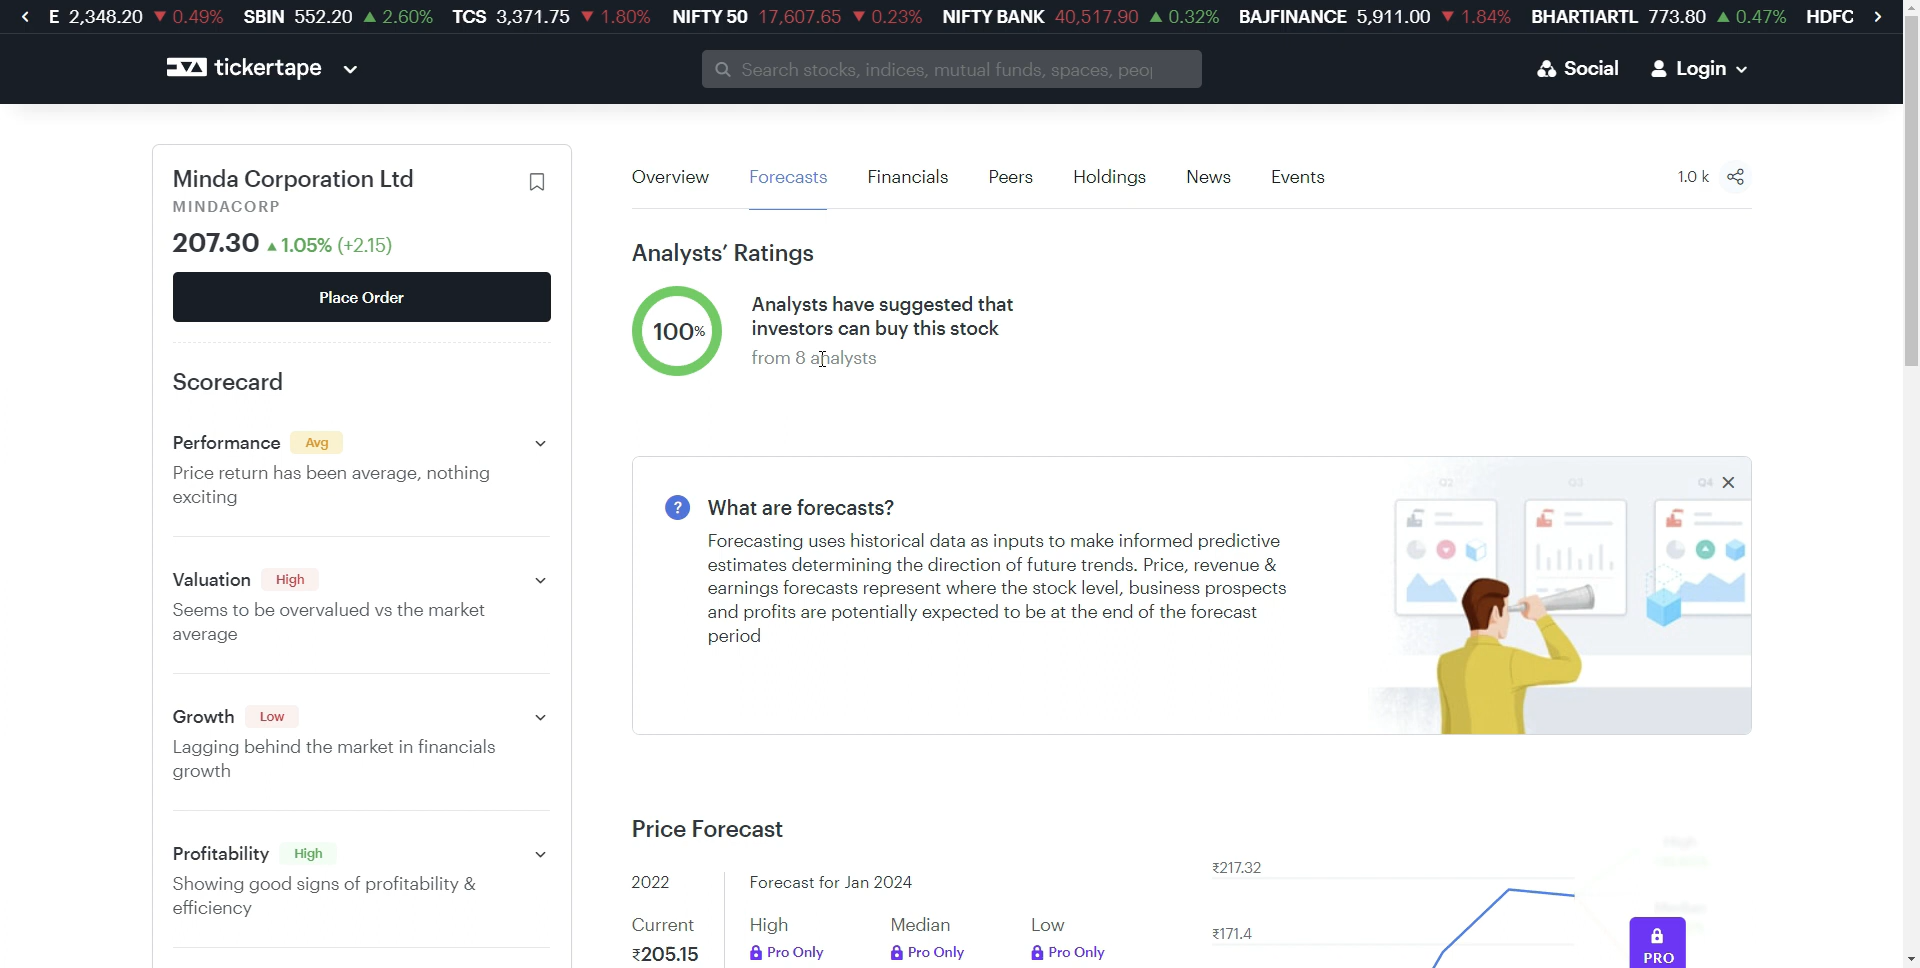 E 2,348.20 ▼ 0.49% SBIN 552.20 ▲ 2.60% TCS 3,371.75 ▼ 1.80% NIFTY 50 17,607.65 ▼ 0.23% NIFTY BANK 40,517.90 ▲ 0.32% BAJFINANCE 5,911.00 ▼ 1.84% BHARTIARTL 773.80 ▲ 0.47% HDFC
tickertape
Search stocks, indices, mutual funds, spaces,
Social
Login
Minda Corporation Ltd
MINDACORP
207.30 ▲ 1.05% (+2.15)
Place Order
Scorecard
Performance Avg
Price return has been average, nothing
exciting
Valuation High
Seems to be overvalued vs the market
average
Growth Low
Lagging behind the market in financials
growth
Profitability High
Showing good signs of profitability &
efficiency
Overview Forecasts Financials Peers Holdings News Events
1.0 k
Analysts’ Ratings
100%
Analysts have suggested that
investors can buy this stock
from 8 analysts
What are forecasts?
Forecasting uses historical data as inputs to make informed predictive
estimates determining the direction of future trends. Price, revenue &
earnings forecasts represent where the stock level, business prospects
and profits are potentially expected to be at the end of the forecast
period
Q2 Q3 Q4
Price Forecast
2022
Forecast for Jan 2024
Current High Median Low
₹205.15 Pro Only Pro Only Pro Only
₹217.32
₹171.4
PRO